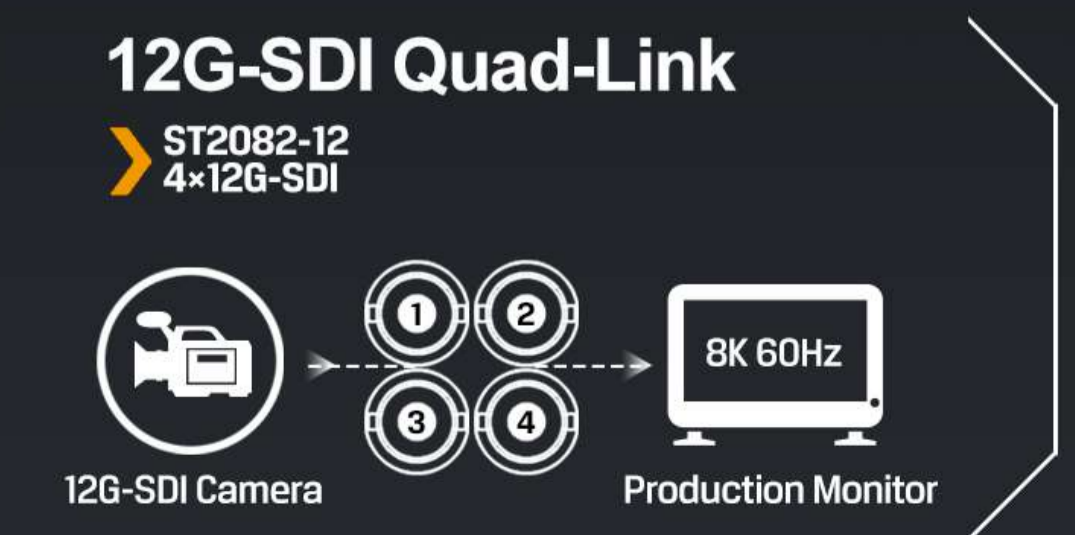 12G-SDI Quad-Link
ST2082-12
4×12G-SDI
1
2
3
4
8K 60Hz
12G-SDI Camera
Production Monitor